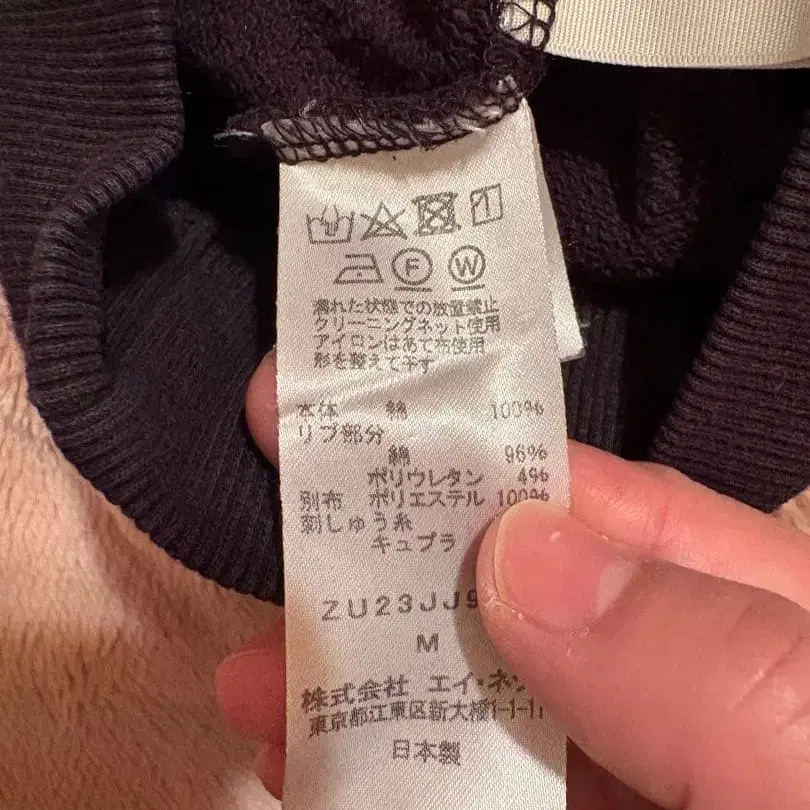 F W
濡れた状態での放置禁止
クリーニングネット使用
アイロンはあて布使用
形を整えて干す
本体 綿 100%
リブ部分
綿 96%
ポリウレタン 4%
別布 ポリエステル 100%
刺しゅう糸
キュプラ
ZU23JJ9
M
株式会社 エイ・ネッ
東京都江東区新大橋1-1-11
日本製